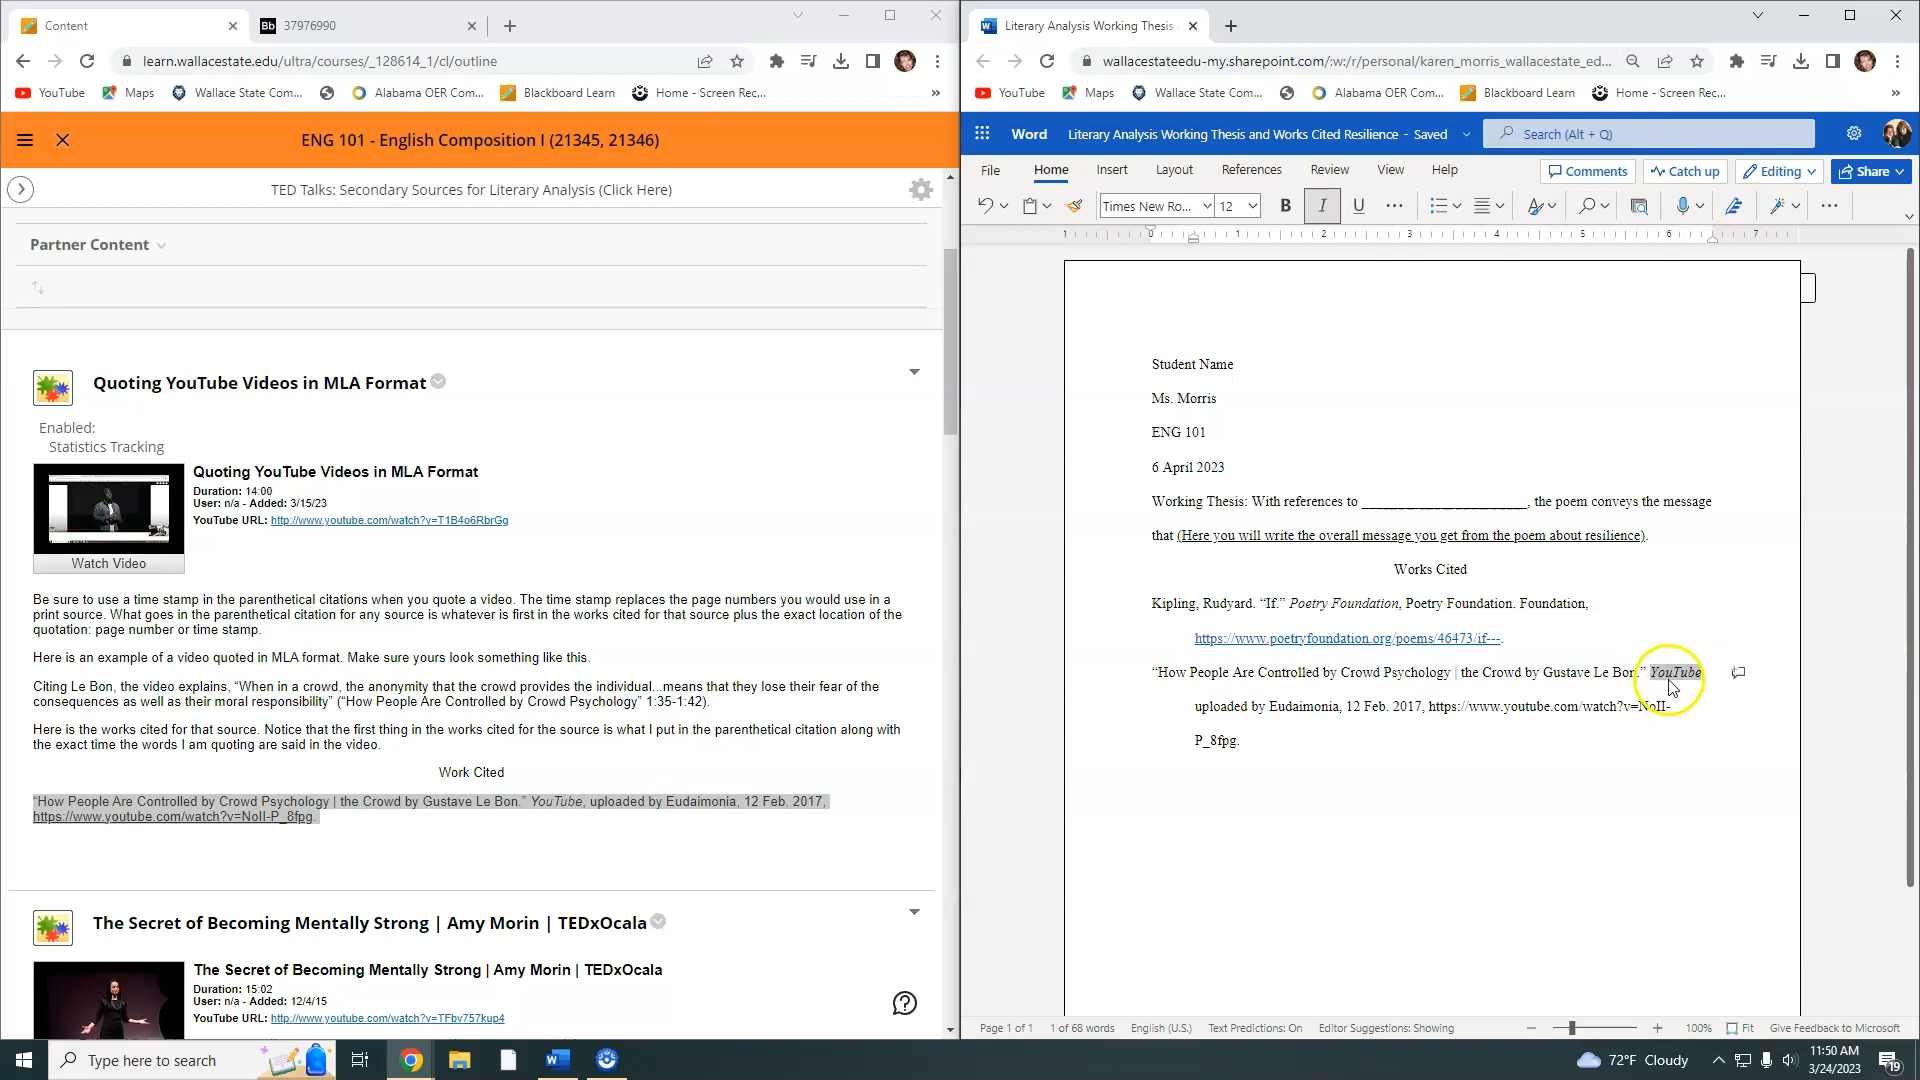 Content
Bb 37976990
learn.wallacestate.edu/ultra/courses/_128614_1/cl/outline
YouTube Maps Wallace State Com... Alabama OER Com... Blackboard Learn Home - Screen Rec... »
ENG 101 - English Composition I (21345, 21346)
TED Talks: Secondary Sources for Literary Analysis (Click Here)
Partner Content
Quoting YouTube Videos in MLA Format
Enabled:
Statistics Tracking
Quoting YouTube Videos in MLA Format
Duration: 14:00
User: n/a - Added: 3/15/23
YouTube URL: http://www.youtube.com/watch?v=T1B4o6RbrGg
Watch Video
Be sure to use a time stamp in the parenthetical citations when you quote a video. The time stamp replaces the page numbers you would use in a
print source. What goes in the parenthetical citation for any source is whatever is first in the works cited for that source plus the exact location of the
quotation: page number or time stamp.
Here is an example of a video quoted in MLA format. Make sure yours look something like this.
Citing Le Bon, the video explains, “When in a crowd, the anonymity that the crowd provides the individual...means that they lose their fear of the
consequences as well as their moral responsibility” (“How People Are Controlled by Crowd Psychology” 1:35-1:42).
Here is the works cited for that source. Notice that the first thing in the works cited for the source is what I put in the parenthetical citation along with
the exact time the words I am quoting are said in the video.
Work Cited
“How People Are Controlled by Crowd Psychology | the Crowd by Gustave Le Bon.” YouTube, uploaded by Eudaimonia, 12 Feb. 2017,
https://www.youtube.com/watch?v=NoII-P_8fpg.
The Secret of Becoming Mentally Strong | Amy Morin | TEDxOcala
The Secret of Becoming Mentally Strong | Amy Morin | TEDxOcala
Duration: 15:02
User: n/a - Added: 12/4/15
YouTube URL: http://www.youtube.com/watch?v=TFbv757kup4
Literary Analysis Working Thesis
wallacestateedu-my.sharepoint.com/:w:/r/personal/karen_morris_wallacestate_ed...
YouTube Maps Wallace State Com... Alabama OER Com... Blackboard Learn Home - Screen Rec... »
Word Literary Analysis Working Thesis and Works Cited Resilience - Saved Search (Alt + Q)
File Home Insert Layout References Review View Help Comments Catch up Editing Share
Times New Ro... 12 B I U
1 0 1 2 3 4 5 6 7
Student Name
Ms. Morris
ENG 101
6 April 2023
Working Thesis: With references to ________________________, the poem conveys the message
that (Here you will write the overall message you get from the poem about resilience).
Works Cited
Kipling, Rudyard. “If.” Poetry Foundation, Poetry Foundation. Foundation,
https://www.poetryfoundation.org/poems/46473/if---.
“How People Are Controlled by Crowd Psychology | the Crowd by Gustave Le Bon.” YouTube
uploaded by Eudaimonia, 12 Feb. 2017, https://www.youtube.com/watch?v=NoII-
P_8fpg.
Page 1 of 1 1 of 68 words English (U.S.) Text Predictions: On Editor Suggestions: Showing 100% Fit Give Feedback to Microsoft
Type here to search
72°F Cloudy
11:50 AM
3/24/2023
19